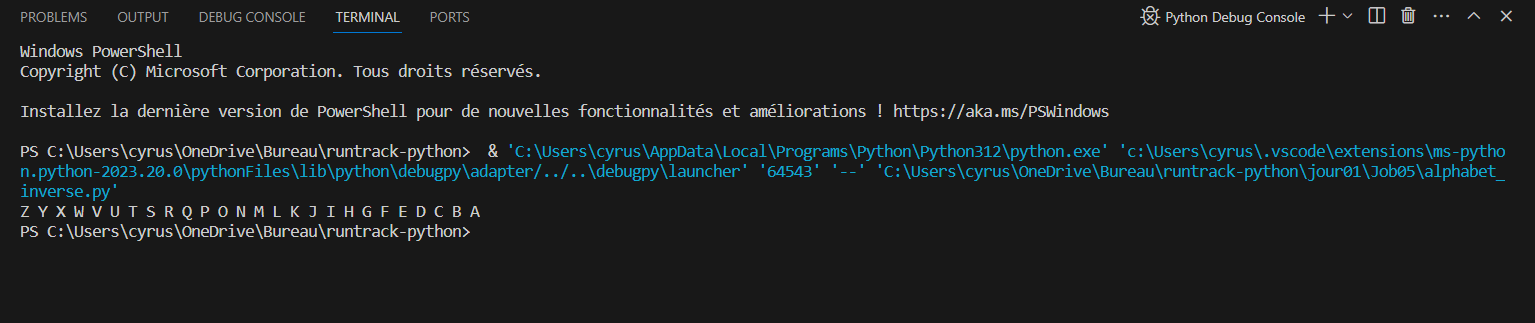 PROBLEMS OUTPUT DEBUG CONSOLE TERMINAL PORTS Python Debug Console
Windows PowerShell
Copyright (C) Microsoft Corporation. Tous droits réservés.
Installez la dernière version de PowerShell pour de nouvelles fonctionnalités et améliorations ! https://aka.ms/PSWindows
PS C:\Users\cyrus\OneDrive\Bureau\runtrack-python>  & 'C:\Users\cyrus\AppData\Local\Programs\Python\Python312\python.exe' 'c:\Users\cyrus\.vscode\extensions\ms-pytho
n.python-2023.20.0\pythonFiles\lib\python\debugpy\adapter/../..\debugpy\launcher' '64543' '--' 'C:\Users\cyrus\OneDrive\Bureau\runtrack-python\jour01\Job05\alphabet_
inverse.py'
Z Y X W V U T S R Q P O N M L K J I H G F E D C B A
PS C:\Users\cyrus\OneDrive\Bureau\runtrack-python>